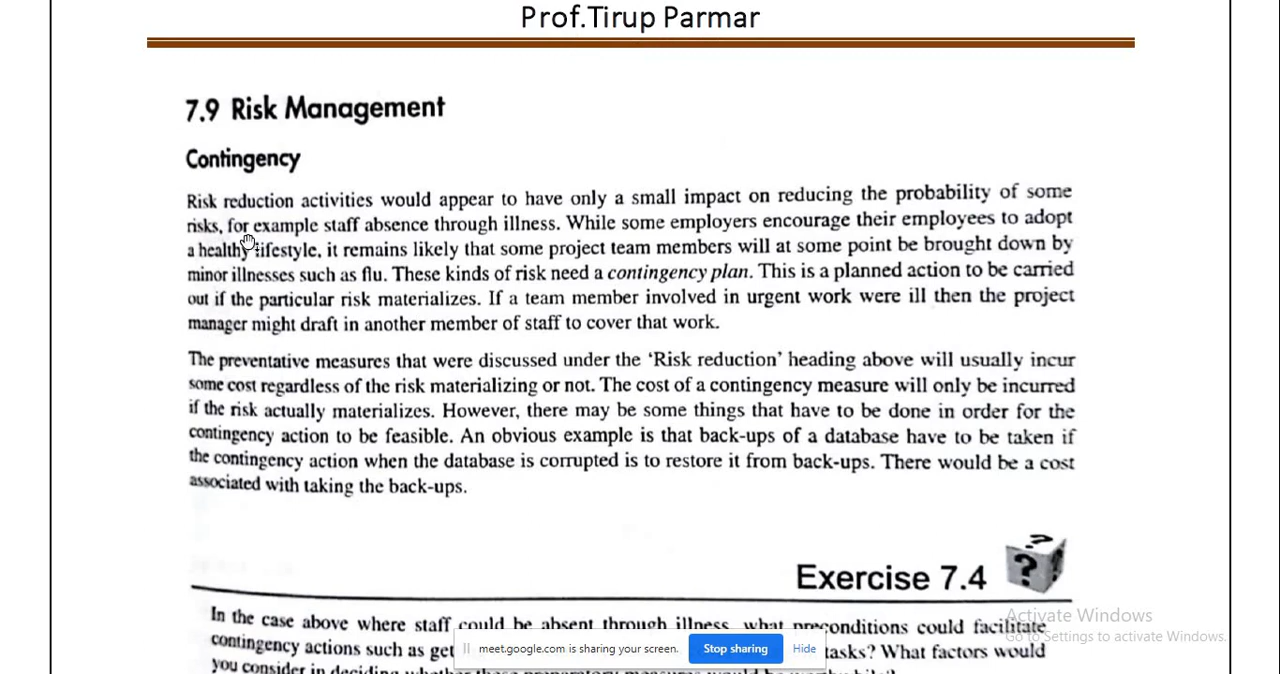 Prof.Tirup Parmar
7.9 Risk Management
Contingency
Risk reduction activities would appear to have only a small impact on reducing the probability of some
risks, for example staff absence through illness. While some employers encourage their employees to adopt
a healthy lifestyle, it remains likely that some project team members will at some point be brought down by
minor illnesses such as flu. These kinds of risk need a contingency plan. This is a planned action to be carried
out if the particular risk materializes. If a team member involved in urgent work were ill then the project
manager might draft in another member of staff to cover that work.
The preventative measures that were discussed under the ‘Risk reduction’ heading above will usually incur
some cost regardless of the risk materializing or not. The cost of a contingency measure will only be incurred
if the risk actually materializes. However, there may be some things that have to be done in order for the
contingency action to be feasible. An obvious example is that back-ups of a database have to be taken if
the contingency action when the database is corrupted is to restore it from back-ups. There would be a cost
associated with taking the back-ups.
Exercise 7.4
In the case above where staff could be absent through illness, what preconditions could facilitate
contingency actions such as get tasks? What factors would
you consider in deciding whether these
Activate Windows
Go to Settings to activate Windows.
meet.google.com is sharing your screen.
Stop sharing
Hide